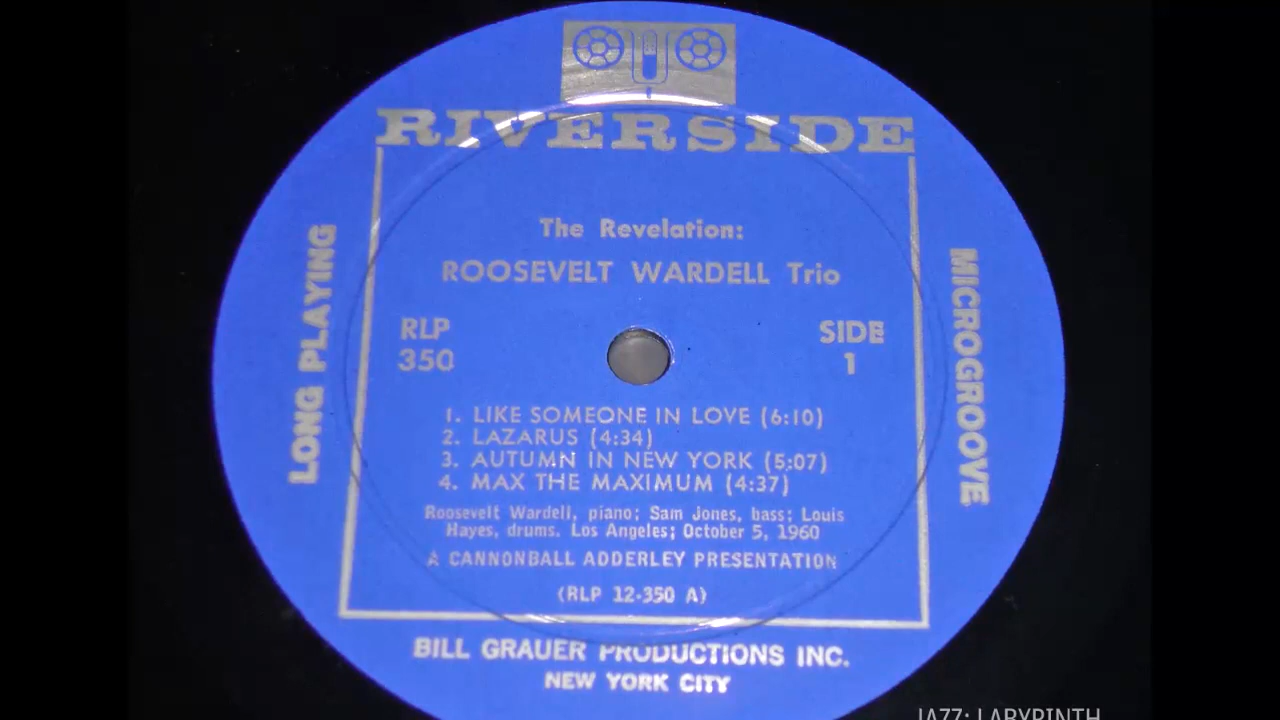 RIVERSIDE
The Revelation:
ROOSEVELT WARDELL Trio
RLP
350
SIDE
1
LONG PLAYING
MICROGROOVE
1. LIKE SOMEONE IN LOVE (6:10)
2. LAZARUS (4:34)
3. AUTUMN IN NEW YORK (5:07)
4. MAX THE MAXIMUM (4:37)
Roosevelt Wardell, piano; Sam Jones, bass; Louis
Hayes, drums. Los Angeles; October 5, 1960
A CANNONBALL ADDERLEY PRESENTATION
(RLP 12-350 A)
BILL GRAUER PRODUCTIONS INC.
NEW YORK CITY
JAZZ: LABYRINTH